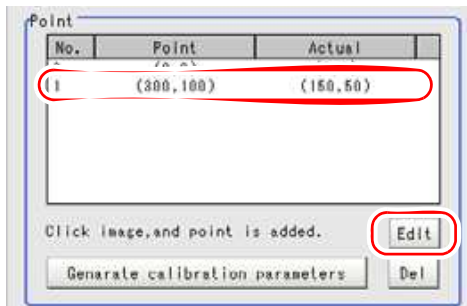 Point
No. Point Actual
1 (300,100) (150,50)
Click image,and point is added.
Edit
Genarate calibration parameters
Del